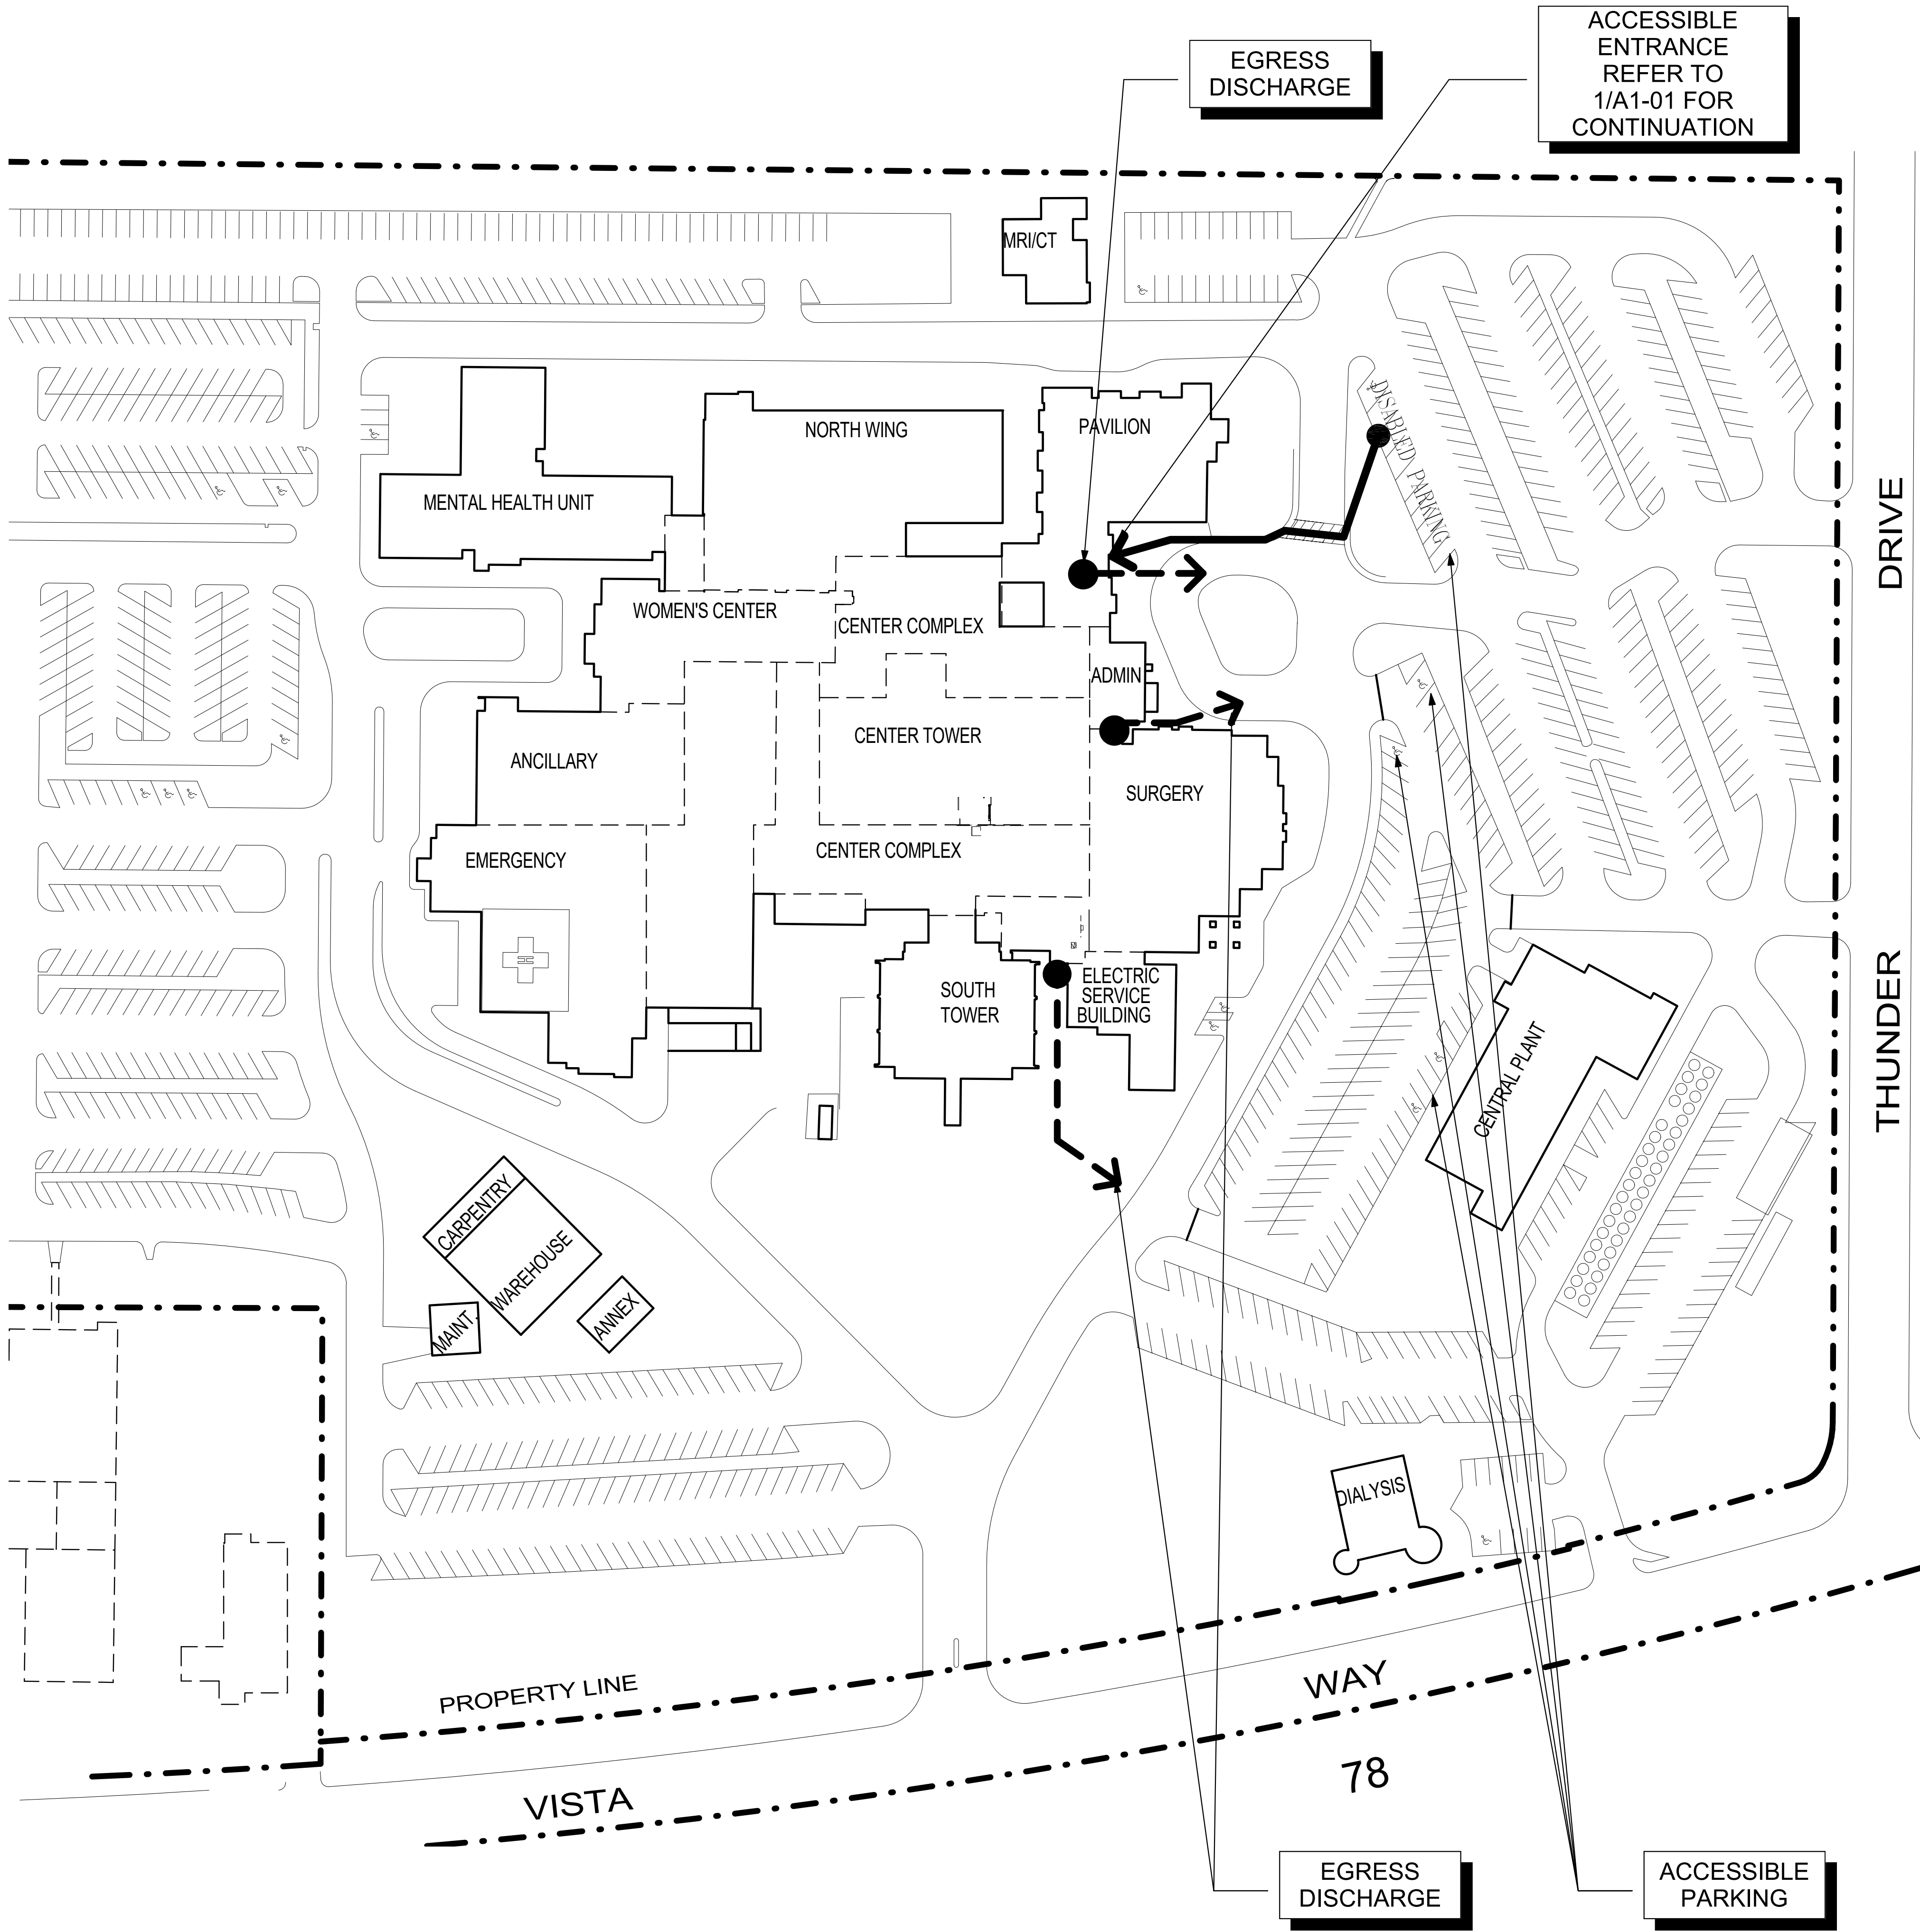 EGRESS
DISCHARGE
ACCESSIBLE
ENTRANCE
REFER TO
1/A1-01 FOR
CONTINUATION
MRI/CT
NORTH WING
PAVILION
DISABLED PARKING
MENTAL HEALTH UNIT
DRIVE
WOMEN'S CENTER
CENTER COMPLEX
ADMIN
CENTER TOWER
ANCILLARY
SURGERY
EMERGENCY
CENTER COMPLEX
H
SOUTH
TOWER
ELECTRIC
SERVICE
BUILDING
CENTRAL PLANT
THUNDER
CARPENTRY
WAREHOUSE
MAINT.
ANNEX
DIALYSIS
PROPERTY LINE
WAY
VISTA
78
EGRESS
DISCHARGE
ACCESSIBLE
PARKING